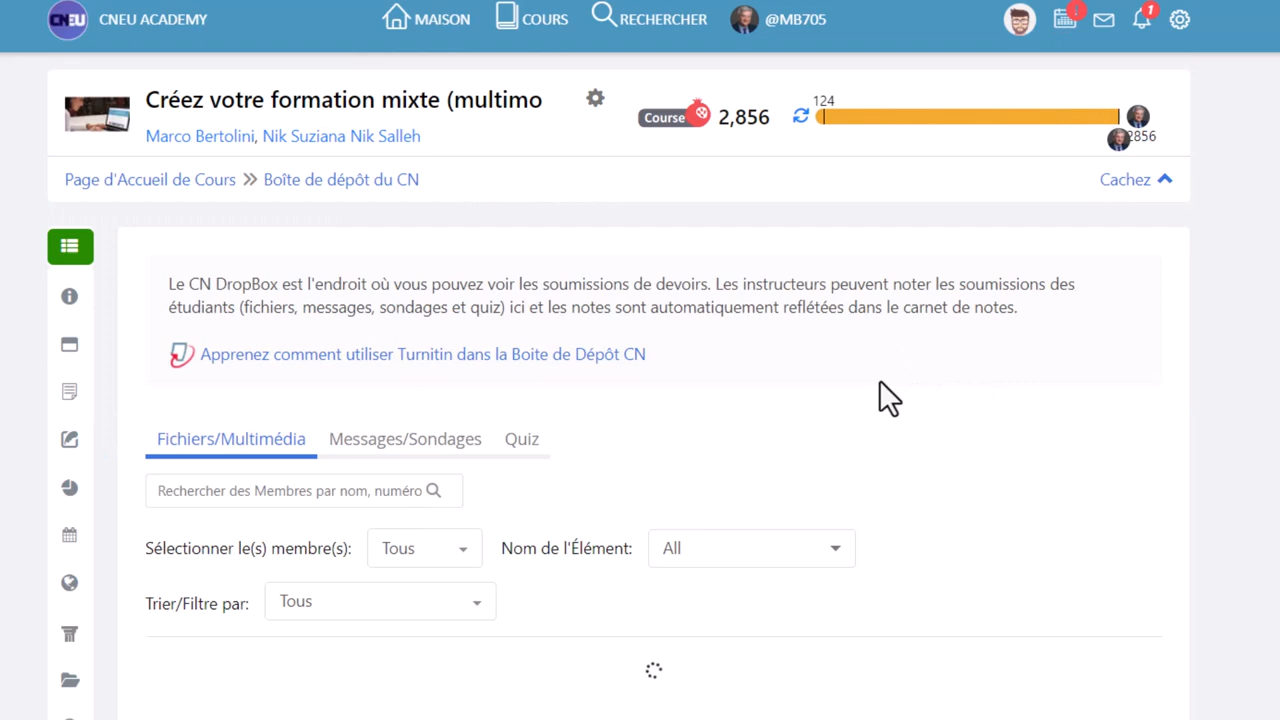 CNEU
CNEU ACADEMY
MAISON
COURS
RECHERCHER
@MB705
1
Créez votre formation mixte (multimo
Marco Bertolini, Nik Suziana Nik Salleh
Course
2,856
124
2856
Page d'Accueil de Cours
Boîte de dépôt du CN
Cachez
Le CN DropBox est l'endroit où vous pouvez voir les soumissions de devoirs. Les instructeurs peuvent noter les soumissions des
étudiants (fichiers, messages, sondages et quiz) ici et les notes sont automatiquement reflétées dans le carnet de notes.
Apprenez comment utiliser Turnitin dans la Boite de Dépôt CN
Fichiers/Multimédia
Messages/Sondages
Quiz
Rechercher des Membres par nom, numéro
Sélectionner le(s) membre(s):
Tous
Nom de l'Élément:
All
Trier/Filtre par:
Tous